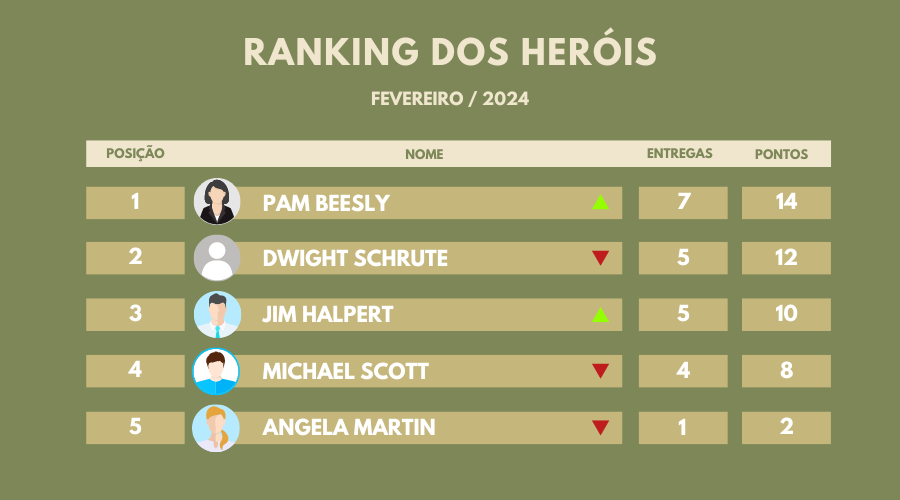 RANKING DOS HERÓIS
FEVEREIRO / 2024
POSIÇÃO NOME ENTREGAS PONTOS
1 PAM BEESLY 7 14
2 DWIGHT SCHRUTE 5 12
3 JIM HALPERT 5 10
4 MICHAEL SCOTT 4 8
5 ANGELA MARTIN 1 2